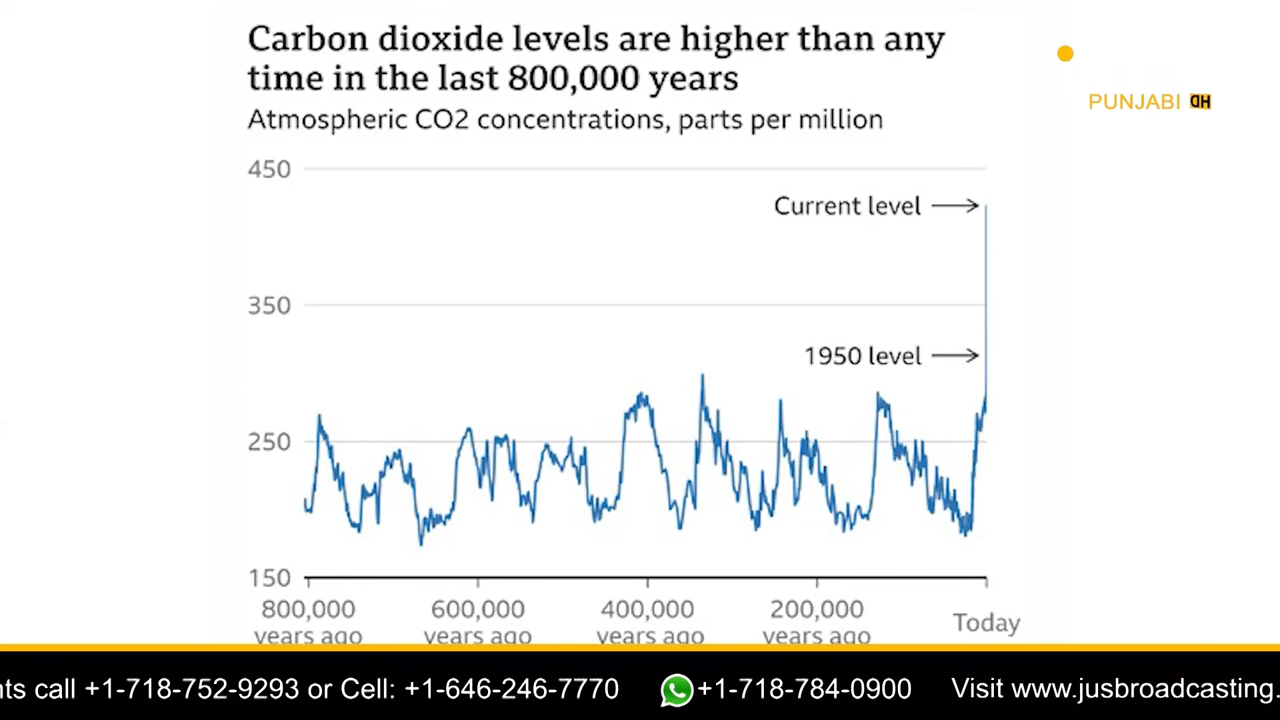 Carbon dioxide levels are higher than any
time in the last 800,000 years
Atmospheric CO2 concentrations, parts per million
PUNJABI HD
450
Current level
350
1950 level
250
150
800,000 600,000 400,000 200,000 Today
years ago years ago years ago years ago
nts call +1-718-752-9293 or Cell: +1-646-246-7770 +1-718-784-0900 Visit www.jusbroadcasting.